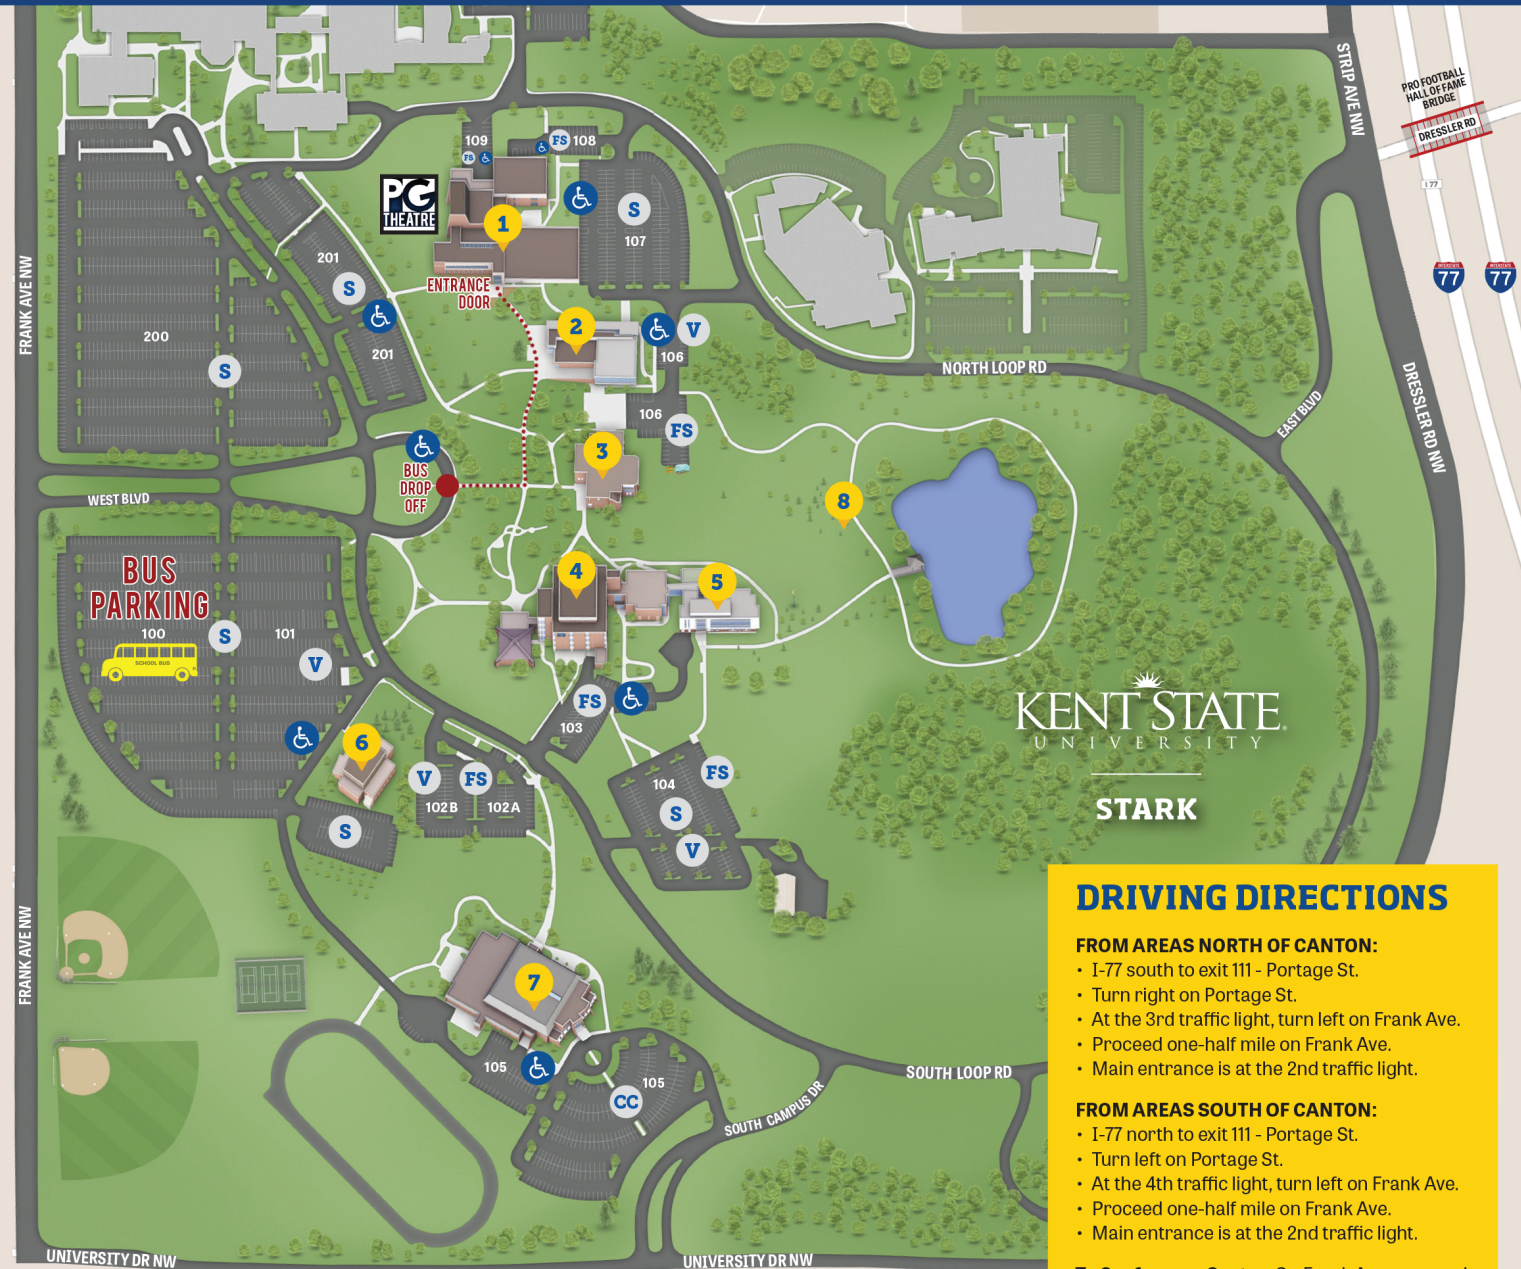 STRIP AVE NW
PRO FOOTBALL
HALL OF FAME
BRIDGE
DRESSLER RD
I 77
INTERSTATE
77
INTERSTATE
77
109
FS
FS
108
PG
THEATRE
1
S
107
ENTRANCE
DOOR
201
S
201
FRANK AVE NW
200
S
2
V
106
106
FS
3
NORTH LOOP RD
EAST BLVD
DRESSLER RD NW
BUS
DROP
OFF
WEST BLVD
8
BUS
PARKING
100
SCHOOL BUS
S
101
V
4
5
FS
103
KENT STATE
UNIVERSITY
STARK
6
V
FS
102B
102A
S
104
FS
S
V
FRANK AVE NW
7
105
105
CC
SOUTH CAMPUS DR
SOUTH LOOP RD
UNIVERSITY DR NW
UNIVERSITY DR NW
DRIVING DIRECTIONS
FROM AREAS NORTH OF CANTON:
• I-77 south to exit 111 - Portage St.
• Turn right on Portage St.
• At the 3rd traffic light, turn left on Frank Ave.
• Proceed one-half mile on Frank Ave.
• Main entrance is at the 2nd traffic light.
FROM AREAS SOUTH OF CANTON:
• I-77 north to exit 111 - Portage St.
• Turn left on Portage St.
• At the 4th traffic light, turn left on Frank Ave.
• Proceed one-half mile on Frank Ave.
• Main entrance is at the 2nd traffic light.